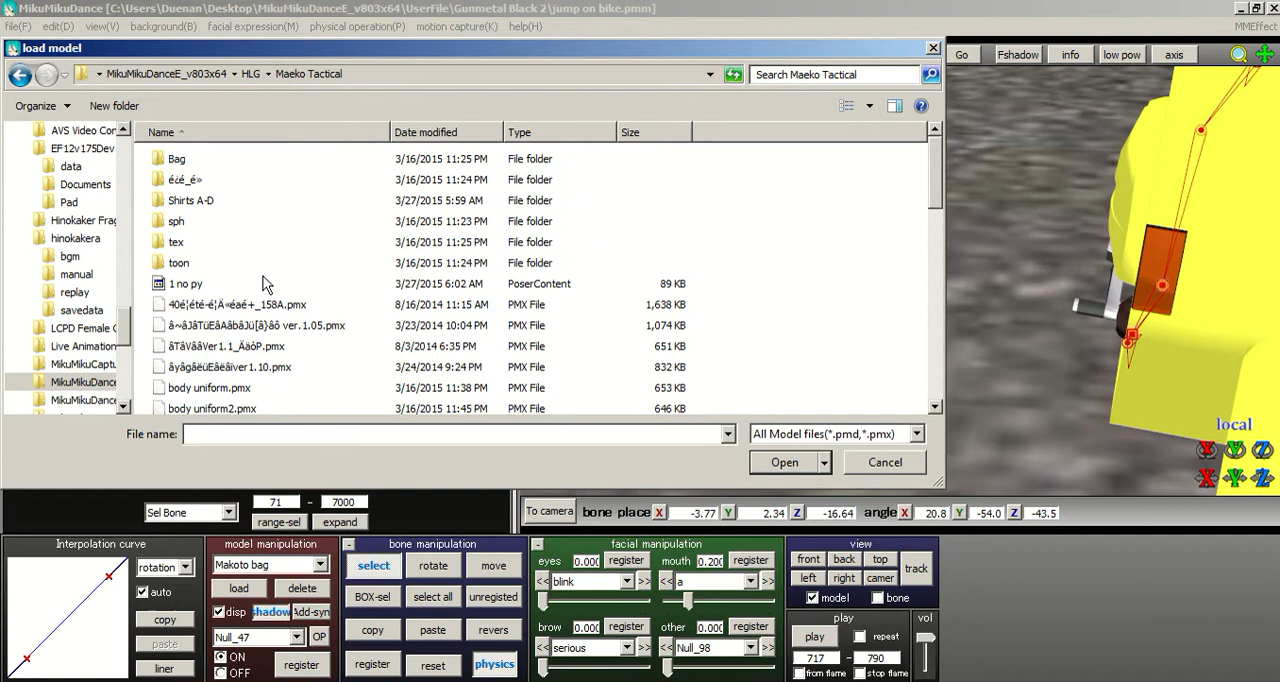 MikuMikuDance [C:\Users\Duenan\Desktop\MikuMikuDanceE_v803x64\UserFile\Gunmetal Black 2\jump on bike.pmm]
file(F) edit(D) view(V) background(B) facial expression(M) physical operation(P) motion capture(K) help(H) MMEffect
load model
MikuMikuDanceE_v803x64 HLG Maeko Tactical Search Maeko Tactical
Go Fshadow info low pow axis
Organize New folder
Name Date modified Type Size
AVS Video Con
EF12v175Dev
data
Documents
Pad
Hinokaker Frag
hinokakera
bgm
manual
replay
savedata
LCPD Female
Live Animation
MikuMikuCaptu
MikuMikuDance
MikuMikuDance
Bag 3/16/2015 11:25 PM File folder
3/16/2015 11:24 PM File folder
Shirts A-D 3/27/2015 5:59 AM File folder
sph 3/16/2015 11:23 PM File folder
tex 3/16/2015 11:25 PM File folder
toon 3/16/2015 11:24 PM File folder
1 no py 3/27/2015 6:02 AM PoserContent 89 KB
8/16/2014 11:15 AM PMX File 1,638 KB
ver.1.05.pmx 3/23/2014 10:04 PM PMX File 1,074 KB
8/3/2014 6:35 PM PMX File 651 KB
3/24/2014 9:24 PM PMX File 832 KB
body uniform.pmx 3/16/2015 11:38 PM PMX File 653 KB
body uniform2.pmx 3/16/2015 11:45 PM PMX File 646 KB
File name: All Model files(*.pmd,*.pmx)
Open Cancel
local
X Y Z
X Y Z
Sel Bone 71 - 7000
range-sel expand
To camera bone place X -3.77 Y 2.34 Z -16.64 angle X 20.8 Y -54.0 Z -43.5
Interpolation curve
rotation
auto
copy
paste
liner
model manipulation
Makoto bag
load delete
disp shadow Add-syn
Null_47 OP
ON
OFF
register
bone manipulation
select rotate move
BOX-sel select all unregisted
copy paste revers
register reset physics
facial manipulation
eyes 0.000 register mouth 0.200 register
<< blink >> << a >>
brow 0.000 register other 0.000 register
<< serious >> << Null_98 >>
view
front back top
left right camer
track
model bone
play
play repeat
717 - 790
from flame stop flame
vol